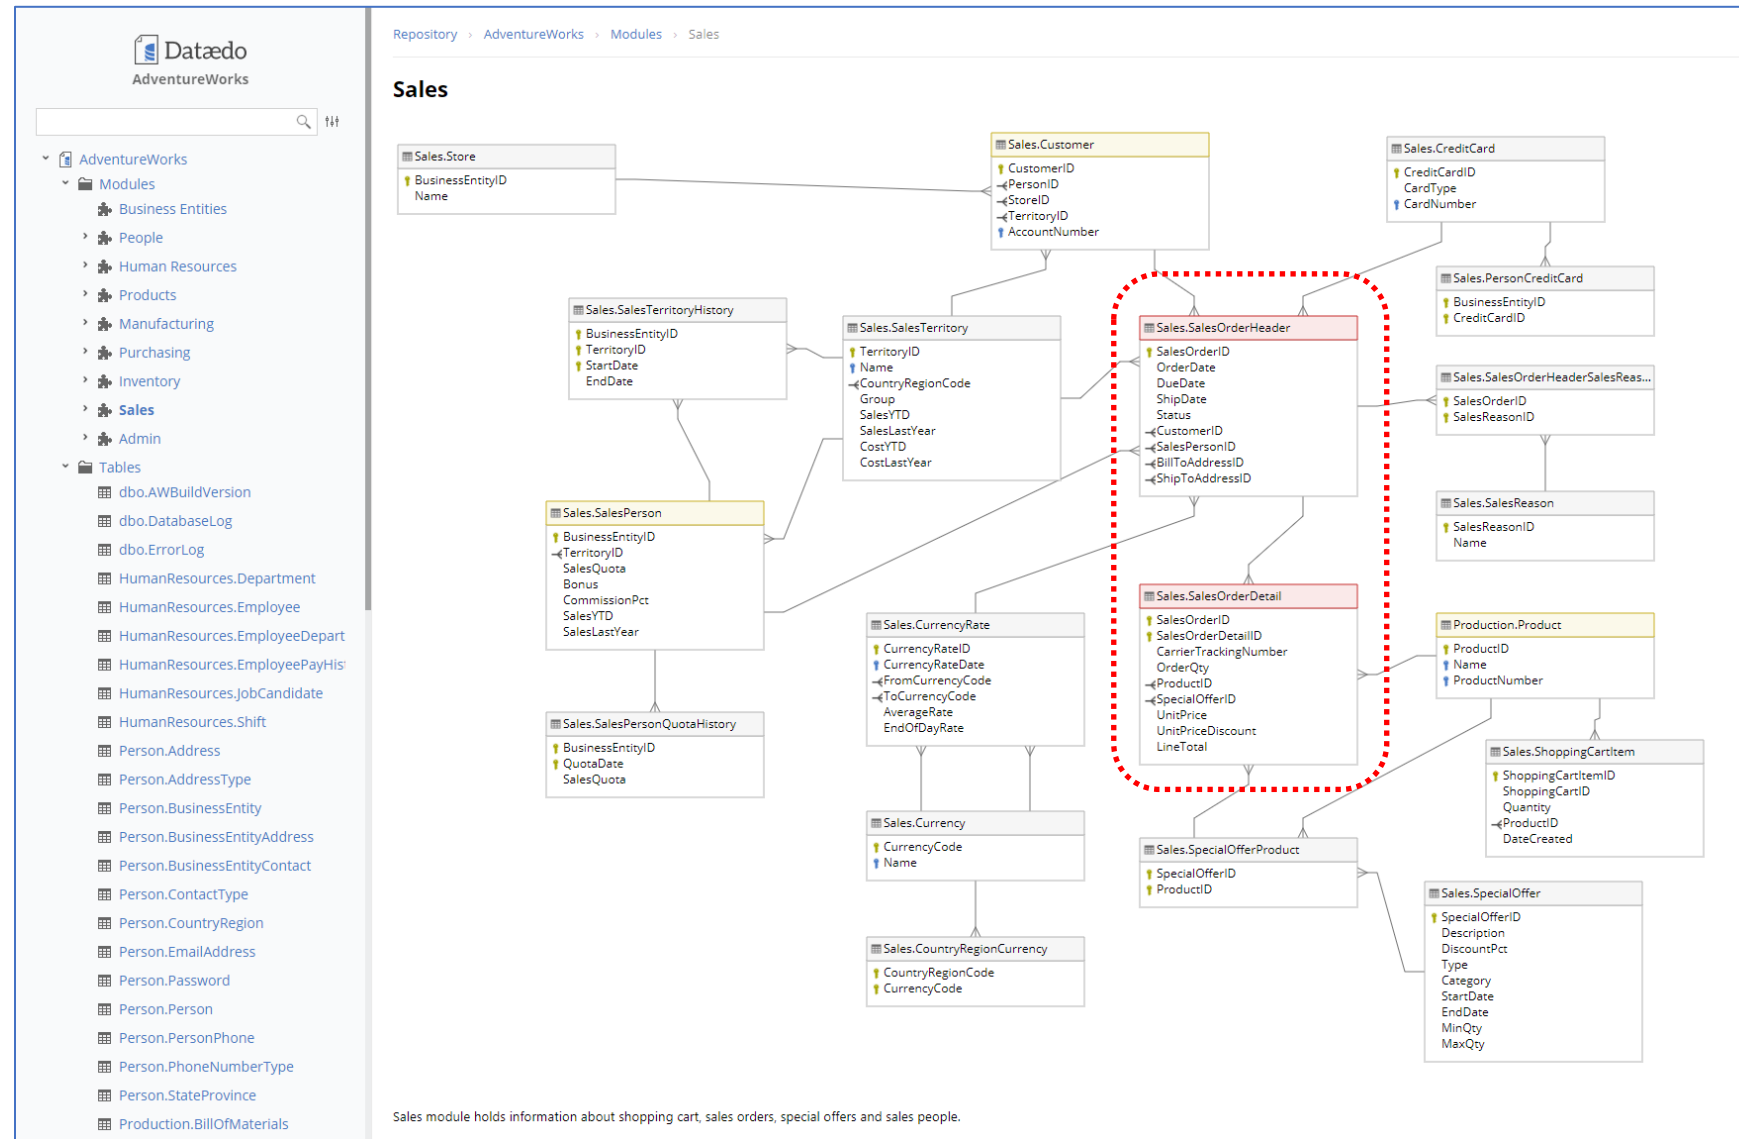 Datædo
AdventureWorks
AdventureWorks
Modules
Business Entities
People
Human Resources
Products
Manufacturing
Purchasing
Inventory
Sales
Admin
Tables
dbo.AWBuildVersion
dbo.DatabaseLog
dbo.ErrorLog
HumanResources.Department
HumanResources.Employee
HumanResources.EmployeeDepart
HumanResources.EmployeePayHis
HumanResources.JobCandidate
HumanResources.Shift
Person.Address
Person.AddressType
Person.BusinessEntity
Person.BusinessEntityAddress
Person.BusinessEntityContact
Person.ContactType
Person.CountryRegion
Person.EmailAddress
Person.Password
Person.Person
Person.PersonPhone
Person.PhoneNumberType
Person.StateProvince
Production.BillOfMaterials
Repository › AdventureWorks › Modules › Sales
Sales
Sales.Store
BusinessEntityID
Name
Sales.Customer
CustomerID
PersonID
StoreID
TerritoryID
AccountNumber
Sales.CreditCard
CreditCardID
CardType
CardNumber
Sales.PersonCreditCard
BusinessEntityID
CreditCardID
Sales.SalesTerritoryHistory
BusinessEntityID
TerritoryID
StartDate
EndDate
Sales.SalesTerritory
TerritoryID
Name
CountryRegionCode
Group
SalesYTD
SalesLastYear
CostYTD
CostLastYear
Sales.SalesOrderHeader
SalesOrderID
OrderDate
DueDate
ShipDate
Status
CustomerID
SalesPersonID
BillToAddressID
ShipToAddressID
Sales.SalesOrderHeaderSalesReas...
SalesOrderID
SalesReasonID
Sales.SalesReason
SalesReasonID
Name
Sales.SalesPerson
BusinessEntityID
TerritoryID
SalesQuota
Bonus
CommissionPct
SalesYTD
SalesLastYear
Sales.SalesOrderDetail
SalesOrderID
SalesOrderDetailID
CarrierTrackingNumber
OrderQty
ProductID
SpecialOfferID
UnitPrice
UnitPriceDiscount
LineTotal
Sales.CurrencyRate
CurrencyRateID
CurrencyRateDate
FromCurrencyCode
ToCurrencyCode
AverageRate
EndOfDayRate
Production.Product
ProductID
Name
ProductNumber
Sales.SalesPersonQuotaHistory
BusinessEntityID
QuotaDate
SalesQuota
Sales.ShoppingCartItem
ShoppingCartItemID
ShoppingCartID
Quantity
ProductID
DateCreated
Sales.Currency
CurrencyCode
Name
Sales.SpecialOfferProduct
SpecialOfferID
ProductID
Sales.SpecialOffer
SpecialOfferID
Description
DiscountPct
Type
Category
StartDate
EndDate
MinQty
MaxQty
Sales.CountryRegionCurrency
CountryRegionCode
CurrencyCode
Sales module holds information about shopping cart, sales orders, special offers and sales people.